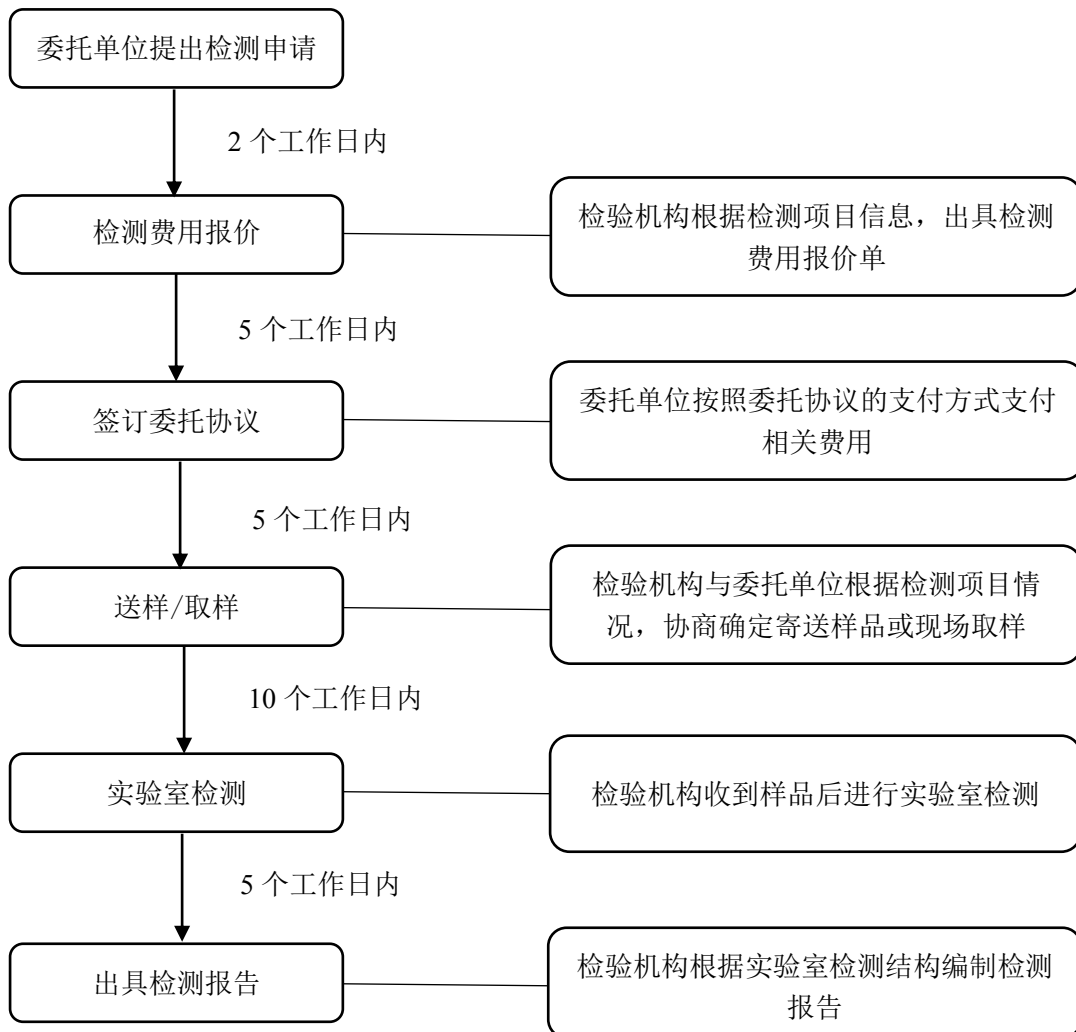 委托单位提出检测申请
2 个工作日内
检测费用报价
检验机构根据检测项目信息，出具检测
费用报价单
5 个工作日内
签订委托协议
委托单位按照委托协议的支付方式支付
相关费用
5 个工作日内
送样/取样
检验机构与委托单位根据检测项目情
况，协商确定寄送样品或现场取样
10 个工作日内
实验室检测
检验机构收到样品后进行实验室检测
5 个工作日内
出具检测报告
检验机构根据实验室检测结构编制检测
报告